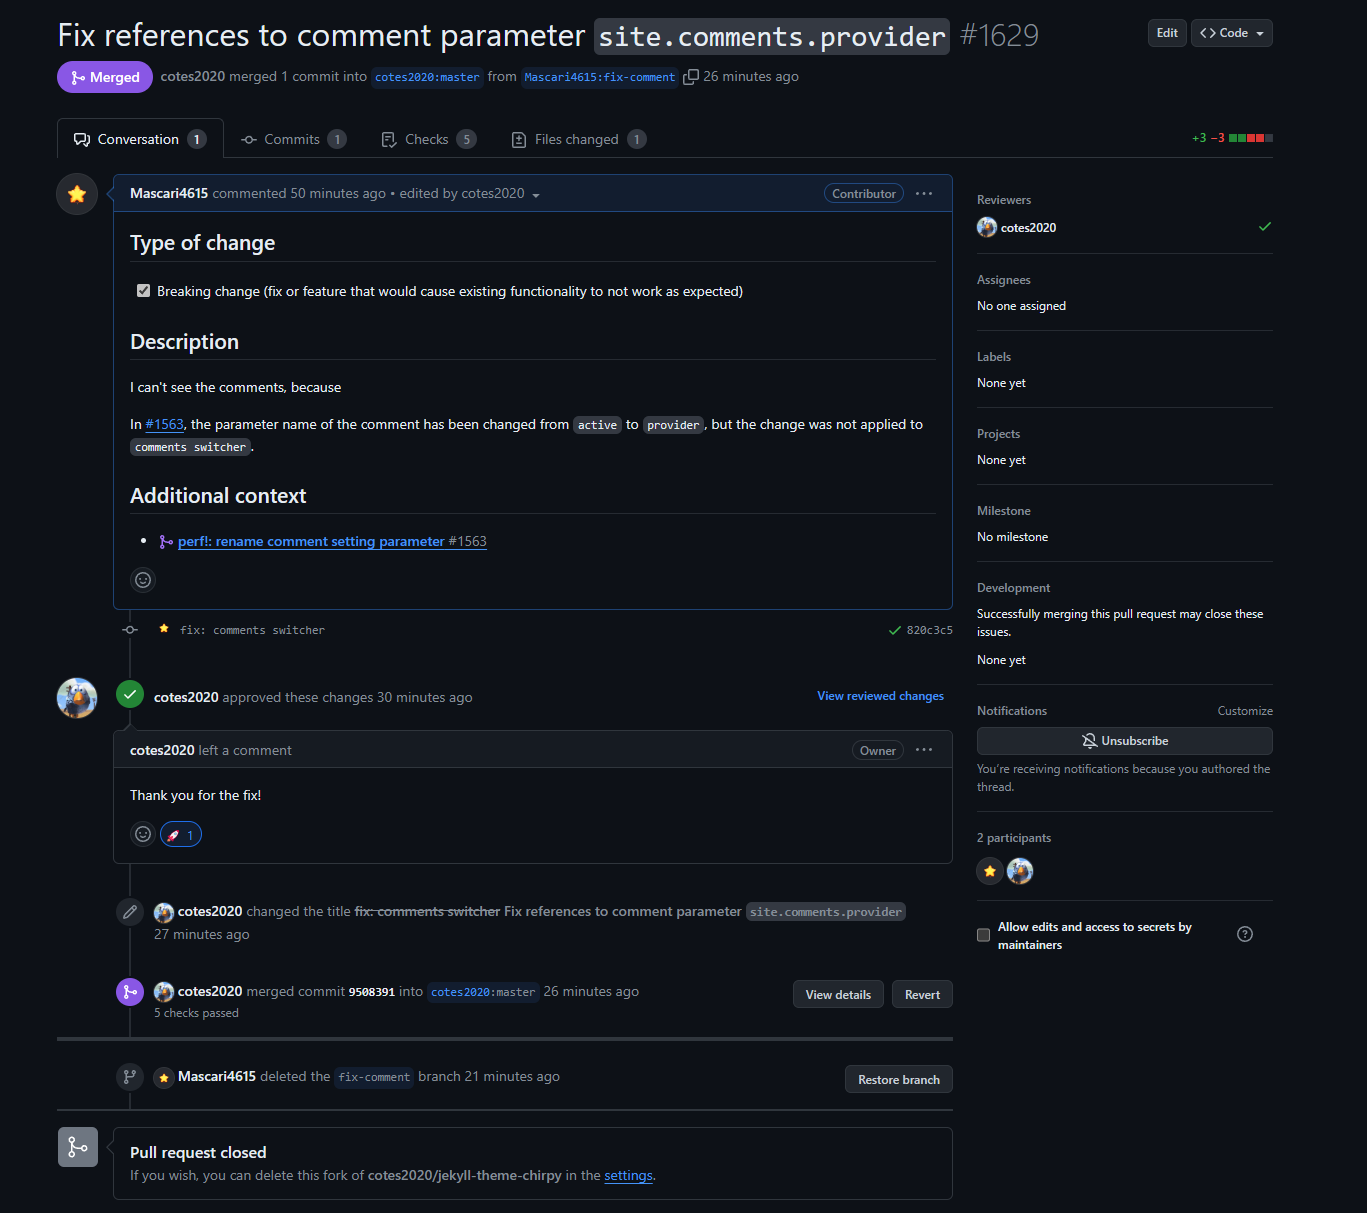 Fix references to comment parameter site.comments.provider #1629
Edit
Code
Merged
cotes2020 merged 1 commit into cotes2020:master from Mascari4615:fix-comment 26 minutes ago
Conversation 1
Commits 1
Checks 5
Files changed 1
+3 −3
Mascari4615 commented 50 minutes ago • edited by cotes2020
Contributor
Type of change
Breaking change (fix or feature that would cause existing functionality to not work as expected)
Description
I can't see the comments, because
In #1563, the parameter name of the comment has been changed from active to provider, but the change was not applied to
comments switcher.
Additional context
perf!: rename comment setting parameter #1563
fix: comments switcher
820c3c5
cotes2020 approved these changes 30 minutes ago
View reviewed changes
cotes2020 left a comment
Owner
Thank you for the fix!
1
cotes2020 changed the title fix: comments switcher Fix references to comment parameter site.comments.provider
27 minutes ago
cotes2020 merged commit 9508391 into cotes2020:master 26 minutes ago
5 checks passed
View details
Revert
Mascari4615 deleted the fix-comment branch 21 minutes ago
Restore branch
Pull request closed
If you wish, you can delete this fork of cotes2020/jekyll-theme-chirpy in the settings.
Reviewers
cotes2020
Assignees
No one assigned
Labels
None yet
Projects
None yet
Milestone
No milestone
Development
Successfully merging this pull request may close these
issues.
None yet
Notifications
Customize
Unsubscribe
You're receiving notifications because you authored the
thread.
2 participants
Allow edits and access to secrets by
maintainers